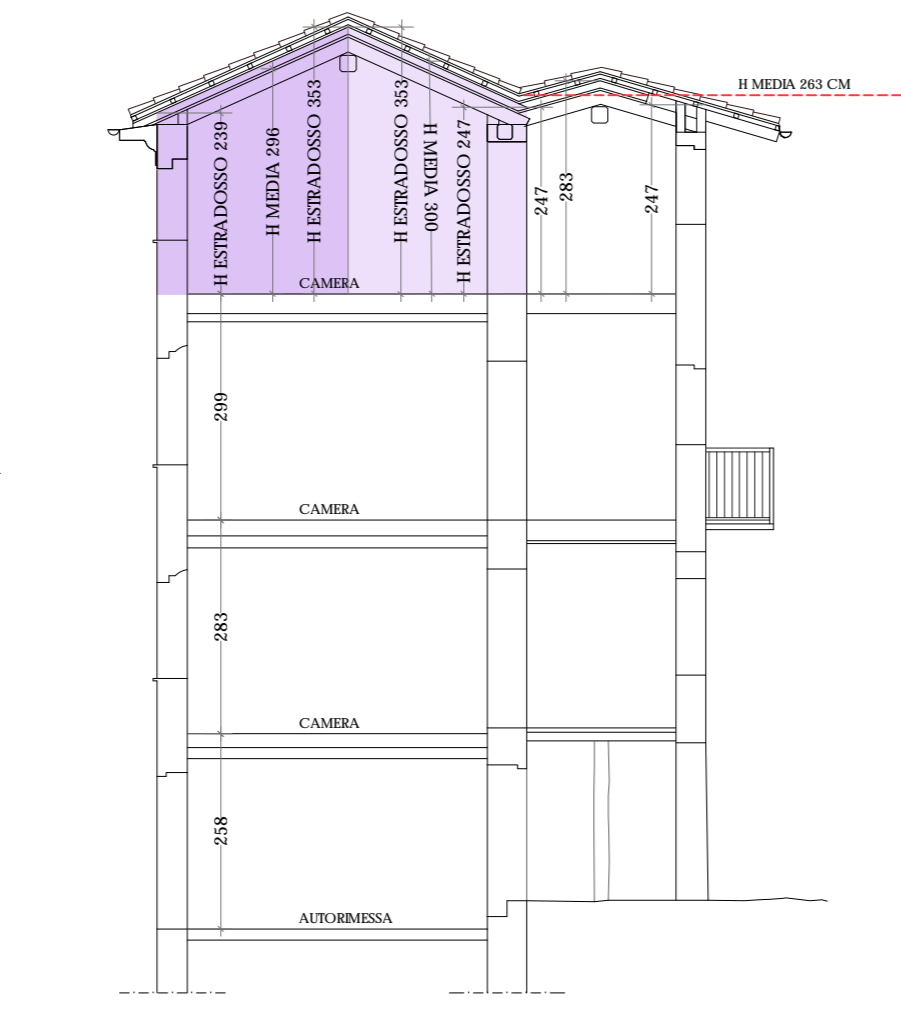 H MEDIA 263 CM
H ESTRADOSSO 239
H MEDIA 296
H ESTRADOSSO 353
H ESTRADOSSO 353
H MEDIA 300
H ESTRADOSSO 247
247
283
247
CAMERA
299
CAMERA
283
CAMERA
258
AUTORIMESSA